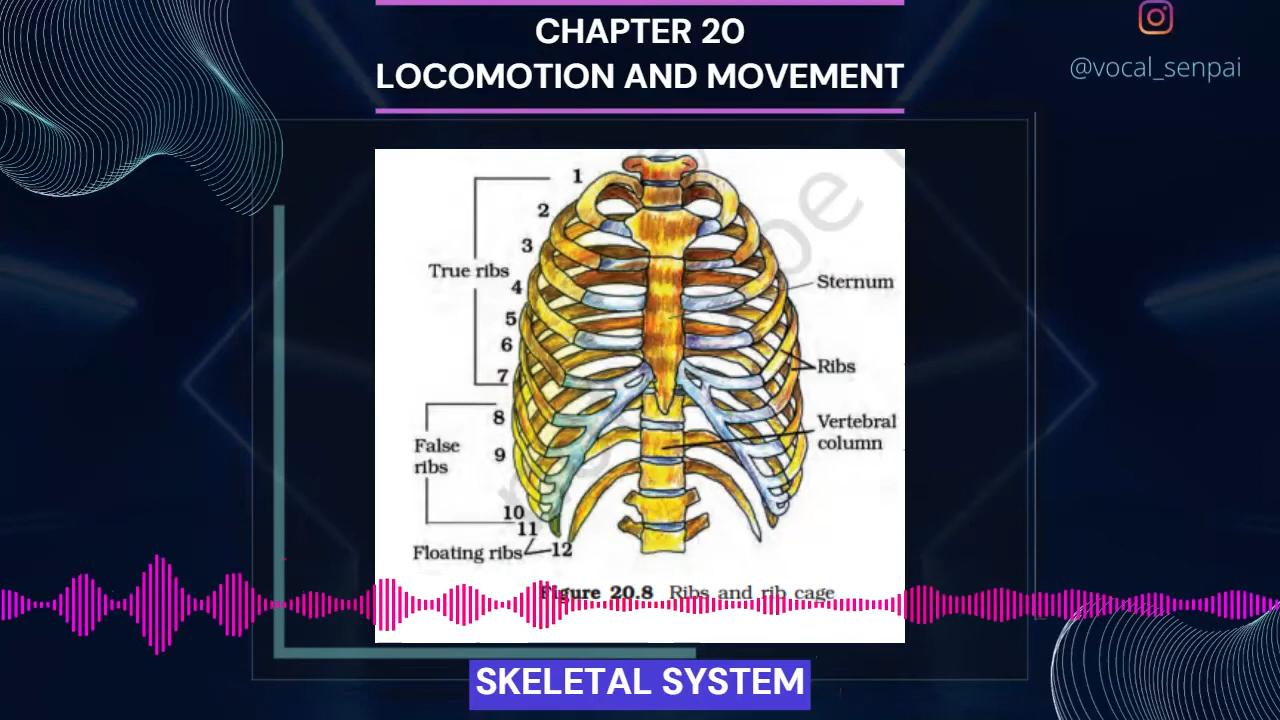 CHAPTER 20
LOCOMOTION AND MOVEMENT
@vocal_senpai
1
2
3
True ribs
4
5
6
7
8
False
ribs
9
10
11
Floating ribs
12
Sternum
Ribs
Vertebral
column
Figure 20.8 Ribs and rib cage
SKELETAL SYSTEM